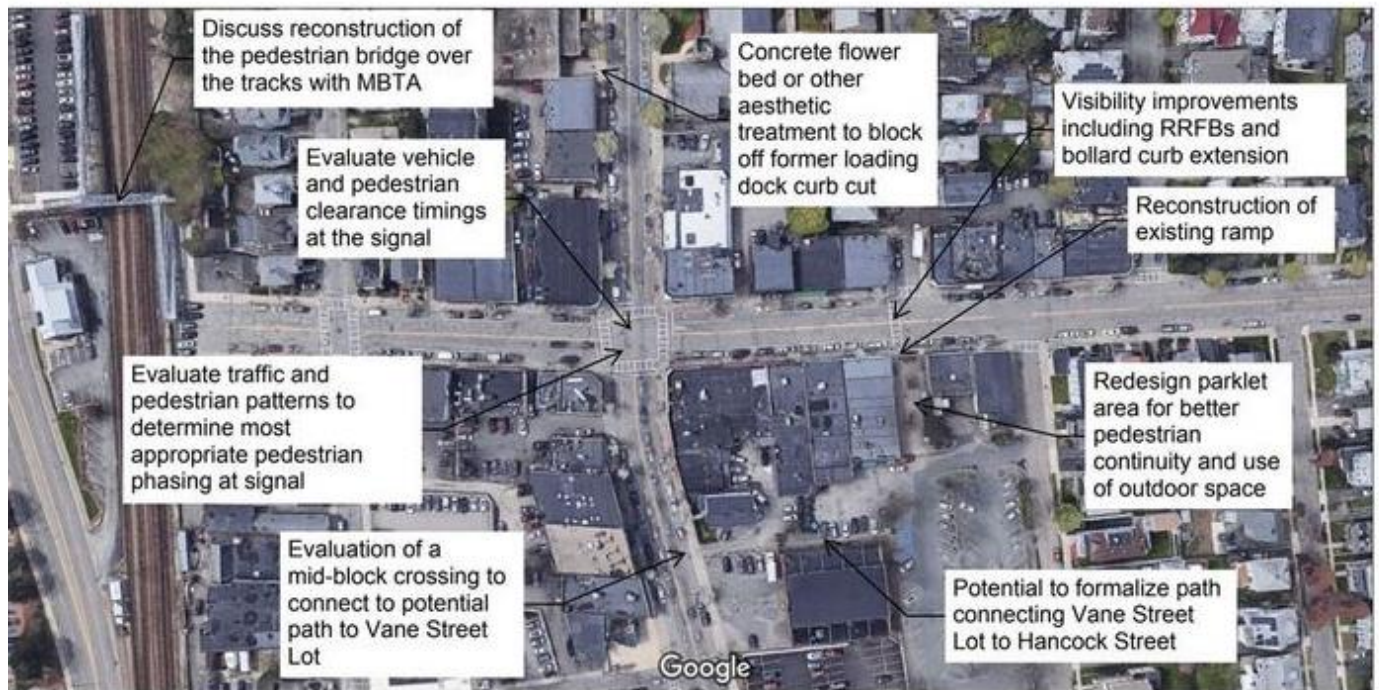 Discuss reconstruction of
the pedestrian bridge over
the tracks with MBTA
Concrete flower
bed or other
aesthetic
treatment to block
off former loading
dock curb cut
Visibility improvements
including RRFBs and
bollard curb extension
Evaluate vehicle
and pedestrian
clearance timings
at the signal
Reconstruction of
existing ramp
Evaluate traffic and
pedestrian patterns to
determine most
appropriate pedestrian
phasing at signal
Redesign parklet
area for better
pedestrian
continuity and use
of outdoor space
Evaluation of a
mid-block crossing to
connect to potential
path to Vane Street
Lot
Potential to formalize path
connecting Vane Street
Lot to Hancock Street
Google